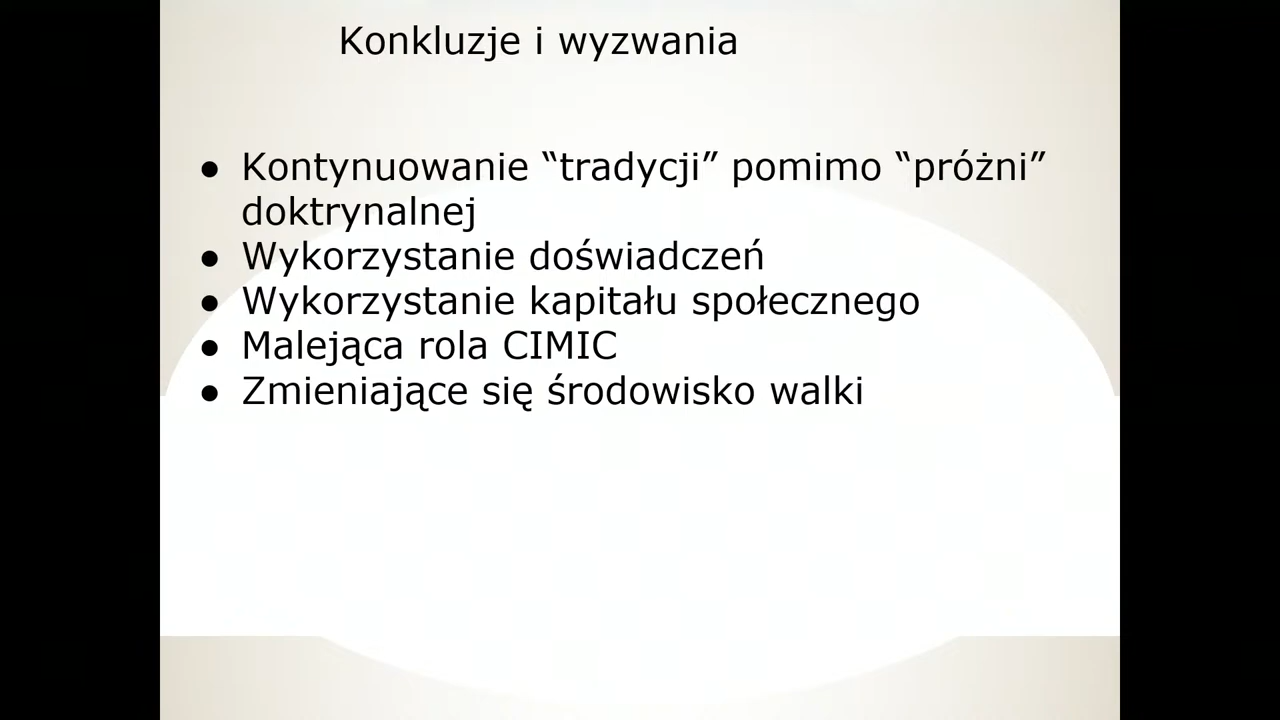 Konkluzje i wyzwania
● Kontynuowanie “tradycji” pomimo “próżni”
doktrynalnej
● Wykorzystanie doświadczeń
● Wykorzystanie kapitału społecznego
● Malejąca rola CIMIC
● Zmieniające się środowisko walki